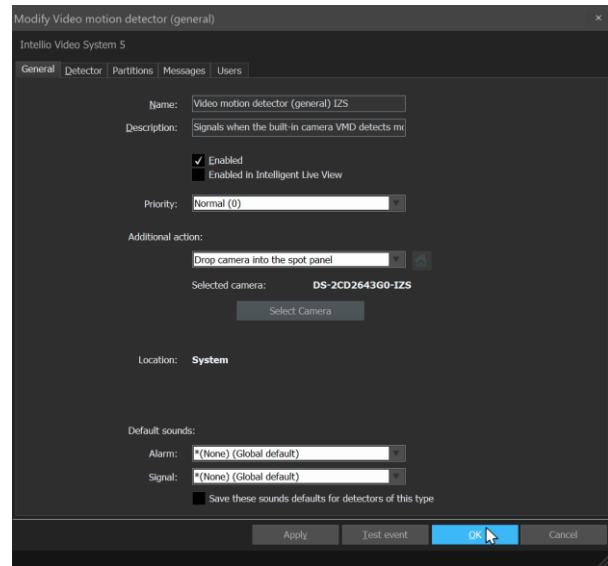 Modify Video motion detector (general)
×
Intellio Video System 5
General Detector Partitions Messages Users
Name: Video motion detector (general) IZS
Description: Signals when the built-in camera VMD detects mo
Enabled
Enabled in Intelligent Live View
Priority: Normal (0)
Additional action:
Drop camera into the spot panel
Selected camera: DS-2CD2643G0-IZS
Select Camera
Location: System
Default sounds:
Alarm: *(None) (Global default)
Signal: *(None) (Global default)
Save these sounds defaults for detectors of this type
Apply Test event OK Cancel